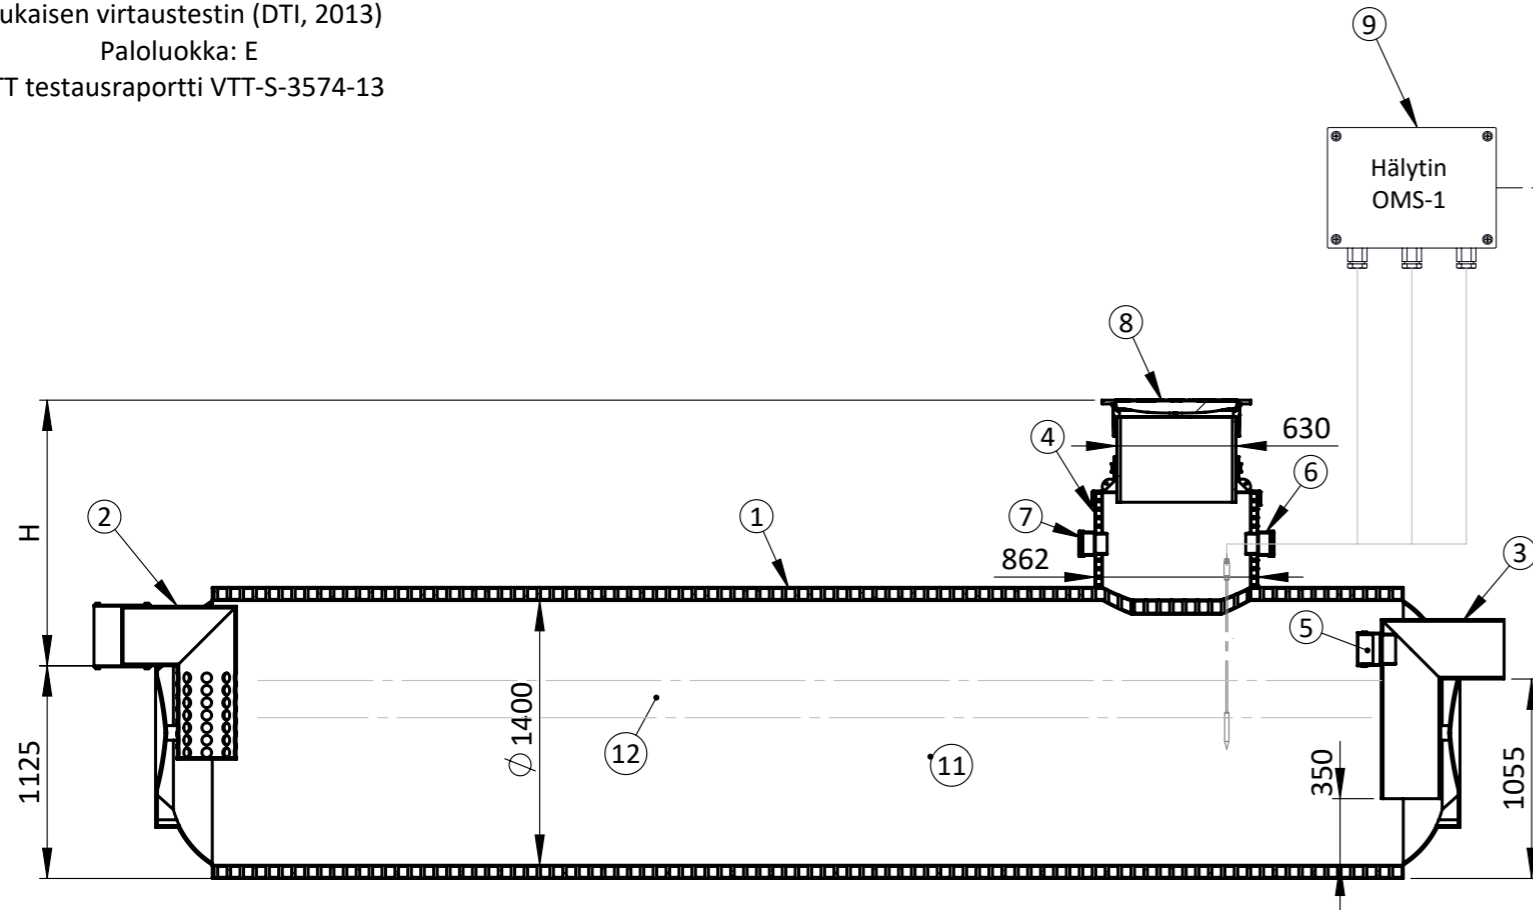 virtaustestin (DTI, 2013)
Paloluokka: E
testausraportti VTT-S-3574-13
9
Hälytin
OMS-1
8
4
630
6
2
1
7
H
862
3
5
1125
12
Ø 1400
11
350
1055